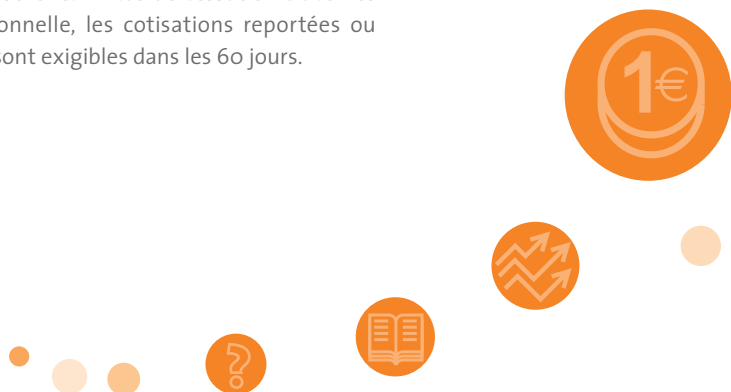 onnelle, les cotisations reportées ou
sont exigibles dans les 60 jours.
1€
?